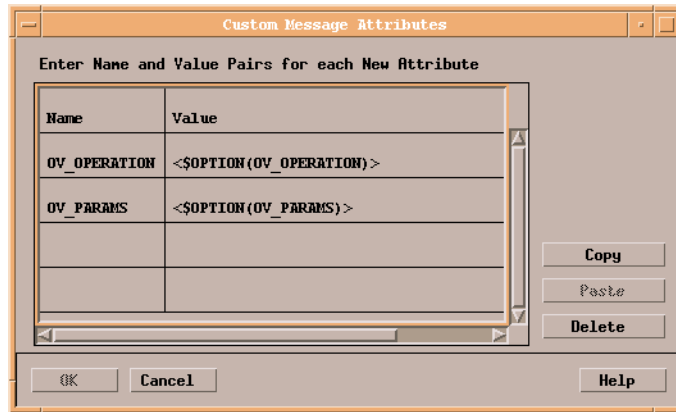 Custom Message Attributes
Enter Name and Value Pairs for each New Attribute
Name Value
OV_OPERATION <$OPTION(OV_OPERATION)>
OV_PARAMS <$OPTION(OV_PARAMS)>
Copy
Paste
Delete
OK Cancel Help